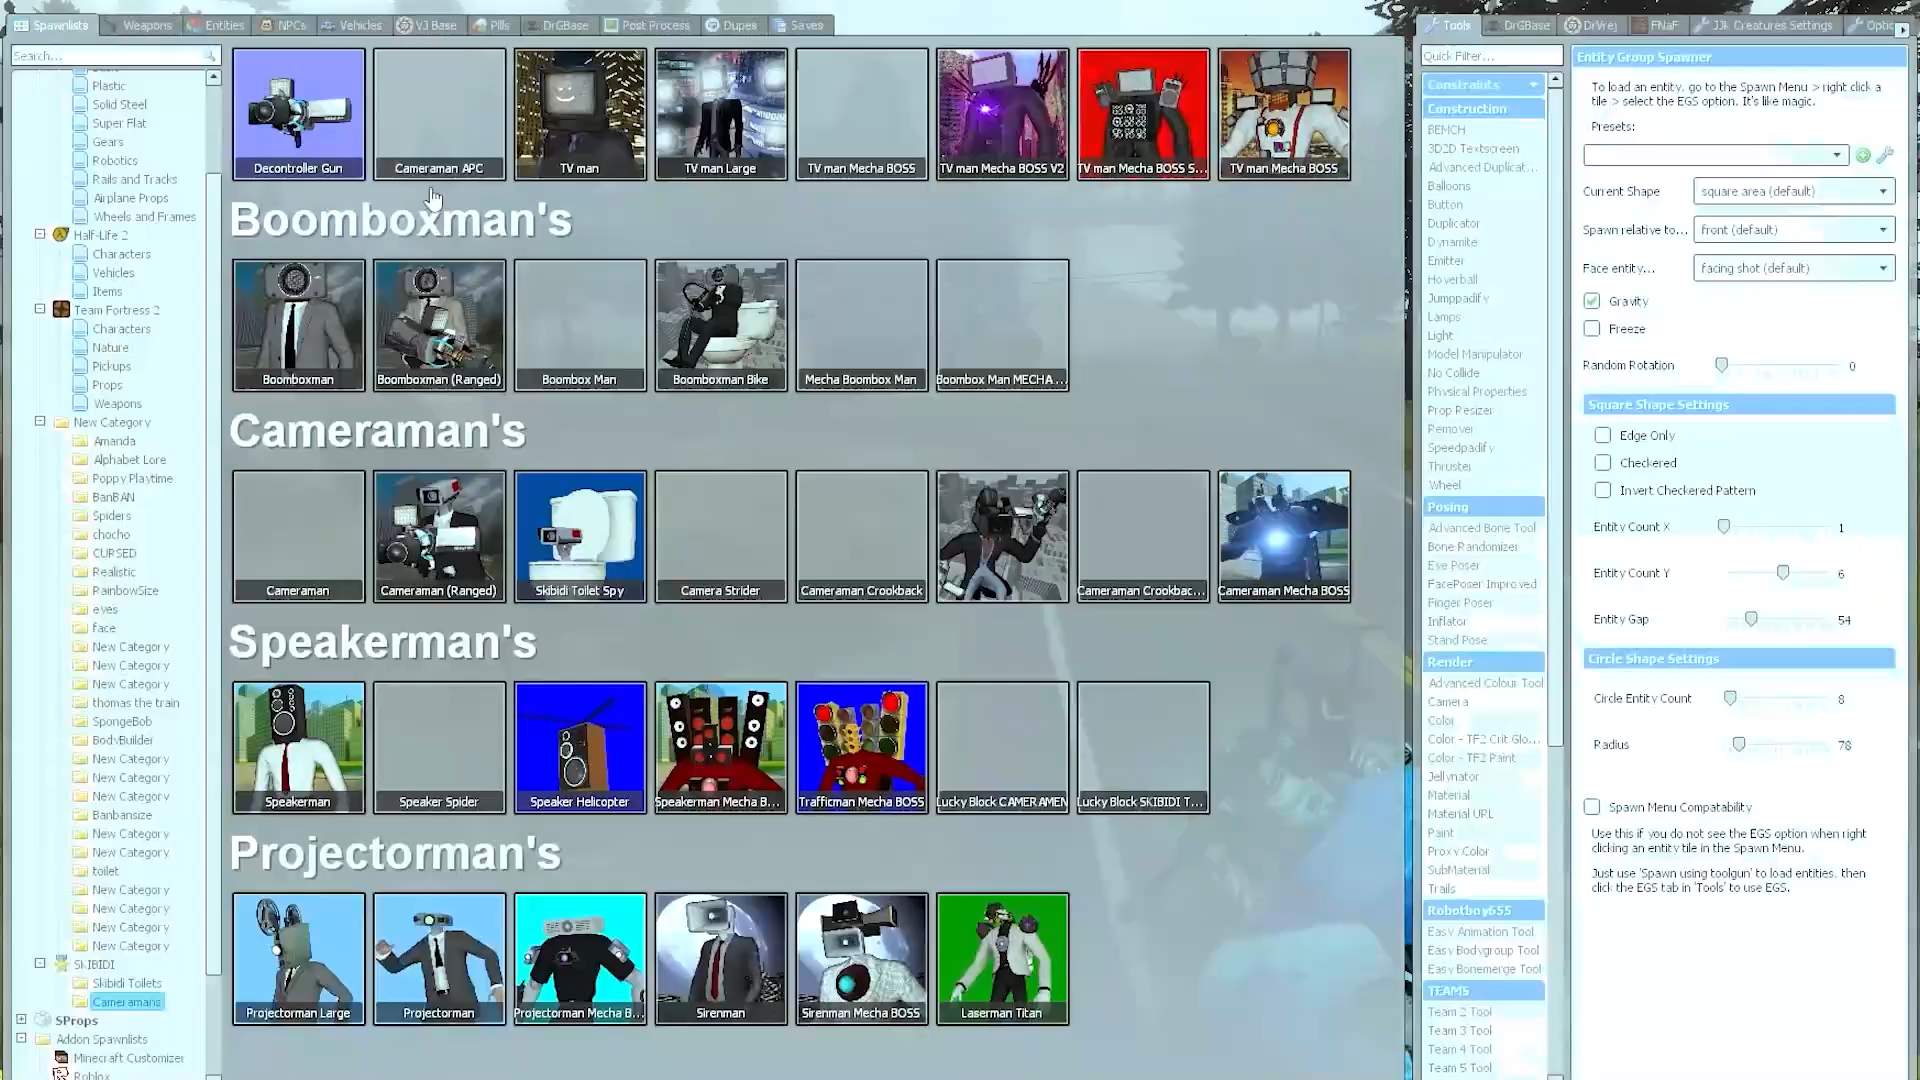 Spawnlists
Weapons
Entities
NPCs
Vehicles
VJ Base
Pills
DrGBase
Post Process
Dupes
Saves
Search...
Plastic
Solid Steel
Super Flat
Gears
Robotics
Rails and Tracks
Airplane Props
Wheels and Frames
Half-Life 2
Characters
Vehicles
Items
Team Fortress 2
Characters
Nature
Pickups
Props
Weapons
New Category
Amanda
Alphabet Lore
Poppy Playtime
BanBAN
Spiders
chocho
CURSED
Realistic
RainbowSize
eyes
face
New Category
New Category
New Category
thomas the train
SpongeBob
BodyBuilder
New Category
New Category
New Category
Banbansize
New Category
New Category
toilet
New Category
New Category
New Category
New Category
SKIBIDI
Skibidi Toilets
Cameramans
SProps
Addon Spawnlists
Minecraft Customizer
Roblox
Decontroller Gun
Cameraman APC
TV man
TV man Large
TV man Mecha BOSS
TV man Mecha BOSS V2
TV man Mecha BOSS S...
TV man Mecha BOSS
Boomboxman's
Boomboxman
Boomboxman (Ranged)
Boombox Man
Boomboxman Bike
Mecha Boombox Man
Boombox Man MECHA ...
Cameraman's
Cameraman
Cameraman (Ranged)
Skibidi Toilet Spy
Camera Strider
Cameraman Crookback
Cameraman Crookbac...
Cameraman Mecha BOSS
Speakerman's
Speakerman
Speaker Spider
Speaker Helicopter
Speakerman Mecha B...
Trafficman Mecha BOSS
Lucky Block CAMERAMEN
Lucky Block SKIBIDI T...
Projectorman's
Projectorman Large
Projectorman
Projectorman Mecha B...
Sirenman
Sirenman Mecha BOSS
Laserman Titan
Tools
DrGBase
DrVrej
FNaF
JJk Creatures Settings
Optio
Quick Filter...
Constraints
Construction
BENCH
3D2D Textscreen
Advanced Duplicat...
Balloons
Button
Duplicator
Dynamite
Emitter
Hoverball
Jumppadify
Lamps
Light
Model Manipulator
No Collide
Physical Properties
Prop Resizer
Remover
Speedpadify
Thruster
Wheel
Posing
Advanced Bone Tool
Bone Randomizer
Eye Poser
FacePoser Improved
Finger Poser
Inflator
Stand Pose
Render
Advanced Colour Tool
Camera
Color
Color - TF2 Crit Glo...
Color - TF2 Paint
Jellynator
Material
Material URL
Paint
Proxy Color
SubMaterial
Trails
Robotboy655
Easy Animation Tool
Easy Bodygroup Tool
Easy Bonemerge Tool
TEAMS
Team 2 Tool
Team 3 Tool
Team 4 Tool
Team 5 Tool
Entity Group Spawner
To load an entity, go to the Spawn Menu > right click a
tile > select the EGS option. It's like magic.
Presets:
Current Shape
square area (default)
Spawn relative to...
front (default)
Face entity...
facing shot (default)
Gravity
Freeze
Random Rotation
0
Square Shape Settings
Edge Only
Checkered
Invert Checkered Pattern
Entity Count X
1
Entity Count Y
6
Entity Gap
54
Circle Shape Settings
Circle Entity Count
8
Radius
78
Spawn Menu Compatability
Use this if you do not see the EGS option when right
clicking an entity tile in the Spawn Menu.
Just use 'Spawn using toolgun' to load entities, then
click the EGS tab in 'Tools' to use EGS.